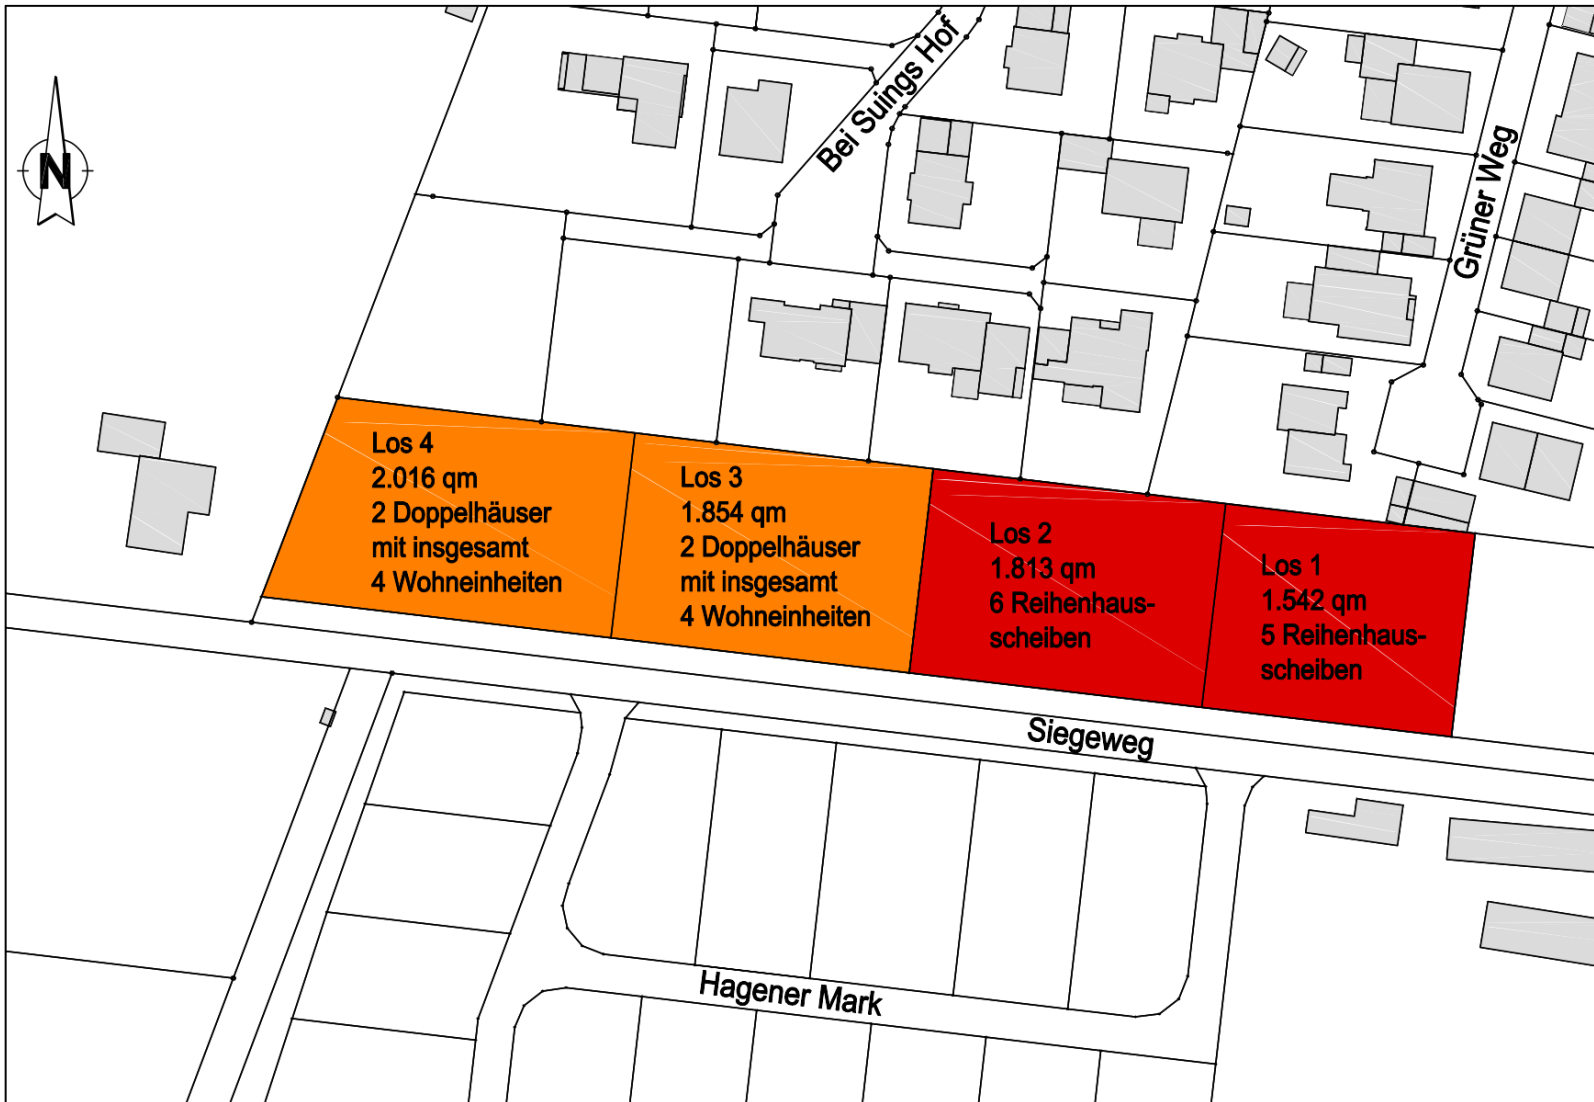 Bei Suings Hof
Grüner Weg
N
Los 4
2.016 qm
2 Doppelhäuser
mit insgesamt
4 Wohneinheiten
Los 3
1.854 qm
2 Doppelhäuser
mit insgesamt
4 Wohneinheiten
Los 2
1.813 qm
6 Reihenhaus-
scheiben
Los 1
1.542 qm
5 Reihenhaus-
scheiben
Siegeweg
Hagener Mark